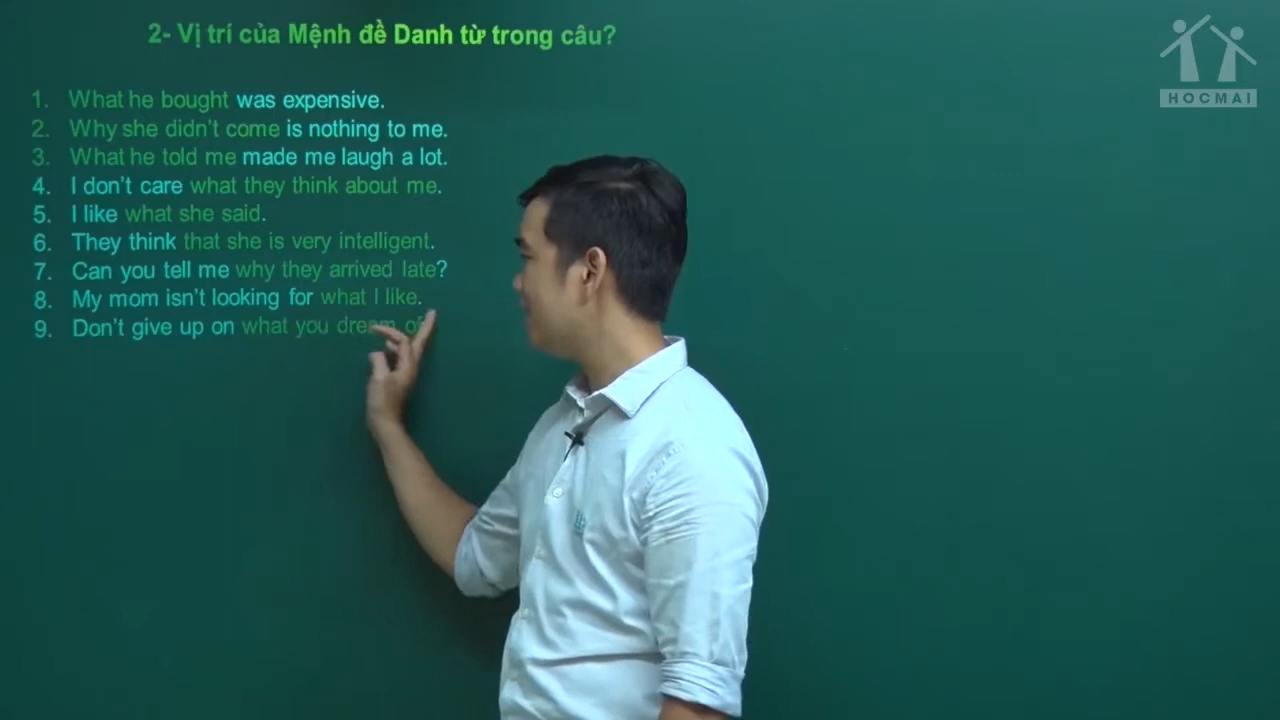 2- Vị trí của Mệnh đề Danh từ trong câu?
HOCMAI
1. What he bought was expensive.
2. Why she didn't come is nothing to me.
3. What he told me made me laugh a lot.
4. I don't care what they think about me.
5. I like what she said.
6. They think that she is very intelligent.
7. Can you tell me why they arrived late?
8. My mom isn't looking for what I like.
9. Don't give up on what you dream of